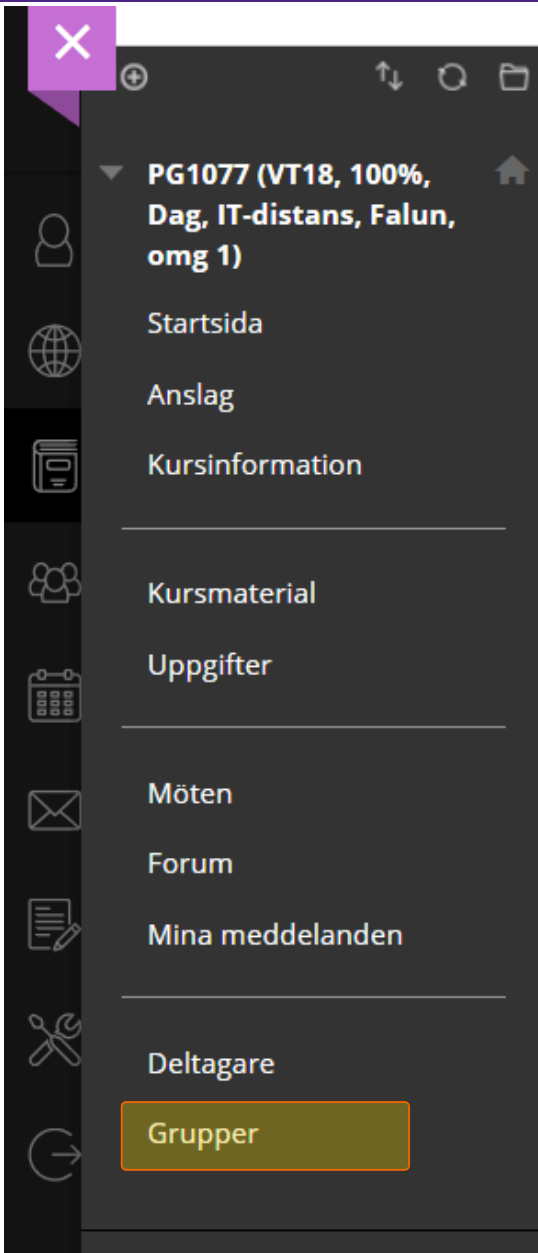 PG1077 (VT18, 100%,
Dag, IT-distans, Falun,
omg 1)
Startsida
Anslag
Kursinformation
Kursmaterial
Uppgifter
Möten
Forum
Mina meddelanden
Deltagare
Grupper